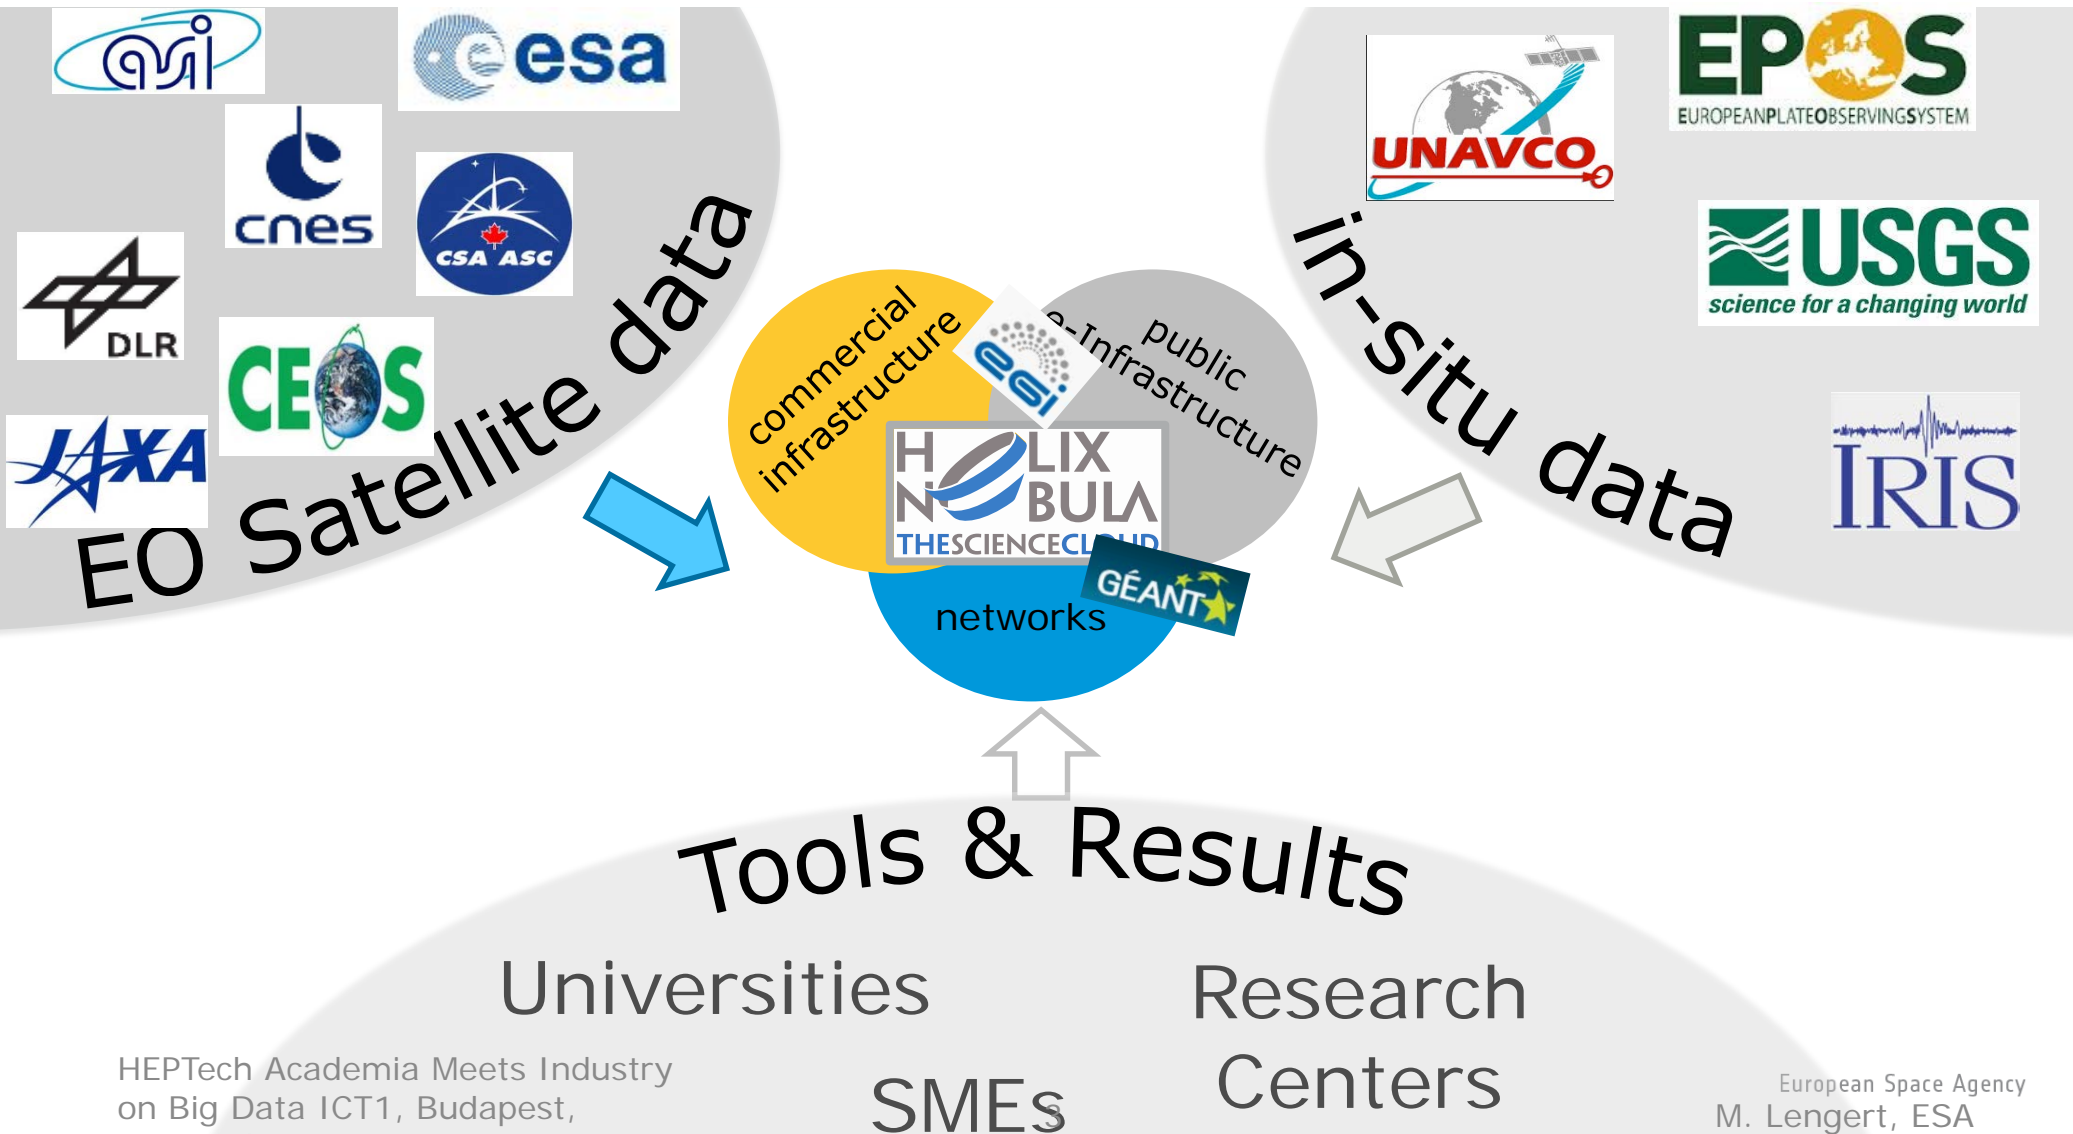 asi
esa
cnes
CSA ASC
DLR
CEOS
JAXA
EO Satellite data
UNAVCO
EPOS
EUROPEANPLATEOBSERVINGSYSTEM
USGS
science for a changing world
IRIS
in-situ data
commercial
infrastructure
egi
public
e-Infrastructure
HELIX
NEBULA
THESCIENCECLOUD
GÉANT
networks
Tools & Results
Universities
Research
Centers
SMEs
HEPTech Academia Meets Industry
on Big Data ICT1, Budapest,
3
European Space Agency
M. Lengert, ESA